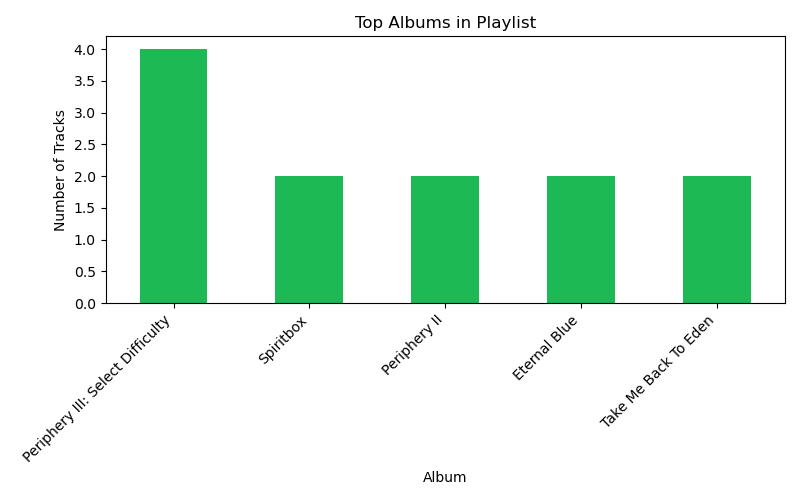 Top Albums in Playlist
Number of Tracks
4.0
3.5
3.0
2.5
2.0
1.5
1.0
0.5
0.0
Periphery III: Select Difficulty
Spiritbox
Periphery II
Eternal Blue
Take Me Back To Eden
Album